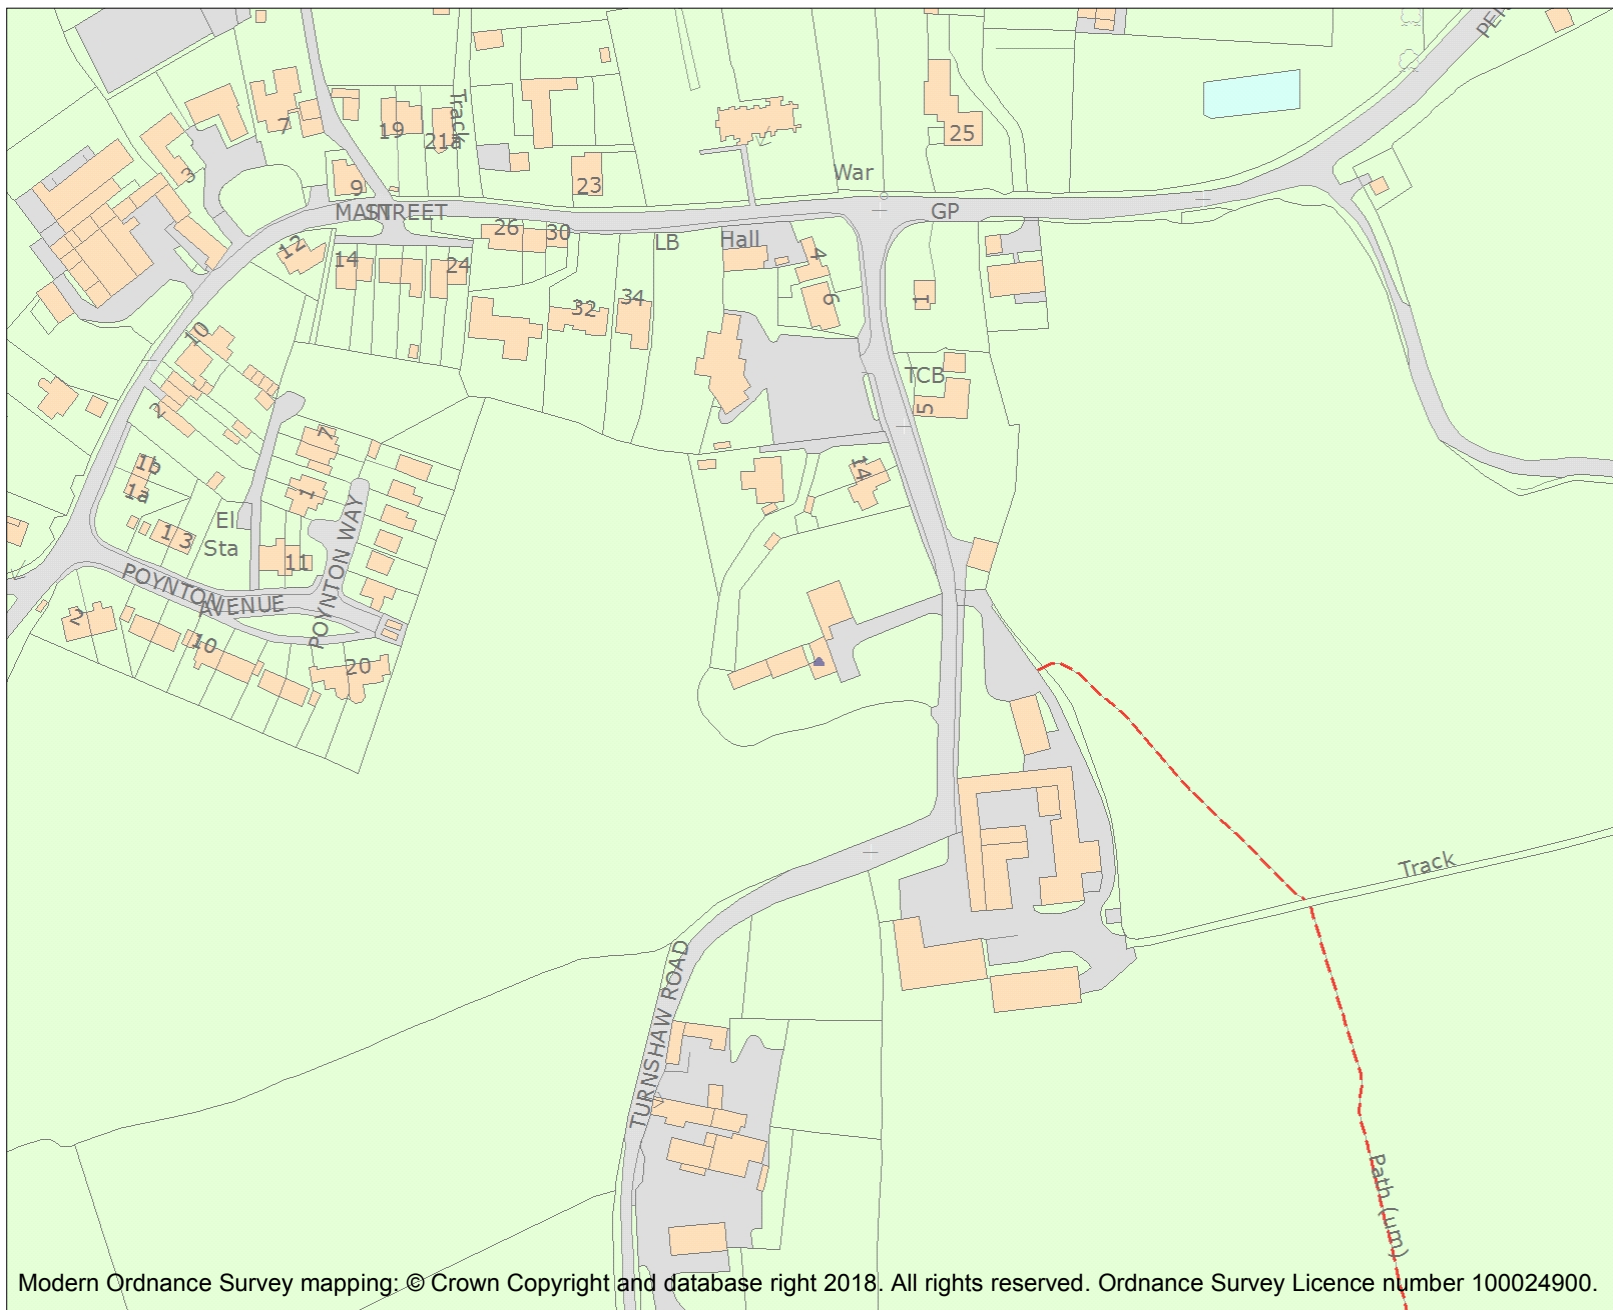 PER
7
Track
19
21a
25
3
War
9
23
MAIN STREET
GP
26
30
LB
Hall
12
14
24
4
6
1
32
34
10
TCB
2
5
7
1b
1a
14
1
El
Sta
1 3
11
POYNTON WAY
POYNTON
AVENUE
2
10
20
Track
TURNSHAW ROAD
Path (um)
Modern Ordnance Survey mapping: © Crown Copyright and database right 2018. All rights reserved. Ordnance Survey Licence number 100024900.